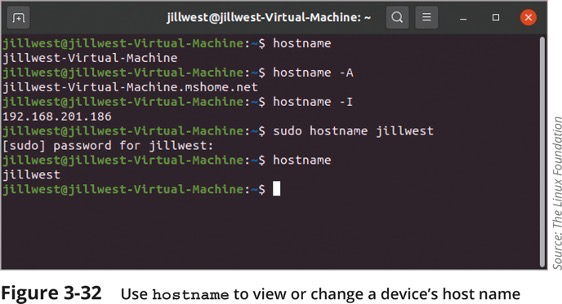 jillwest@jillwest-Virtual-Machine: ~
jillwest@jillwest-Virtual-Machine:~$ hostname
jillwest-Virtual-Machine
jillwest@jillwest-Virtual-Machine:~$ hostname -A
jillwest-Virtual-Machine.mshome.net
jillwest@jillwest-Virtual-Machine:~$ hostname -I
192.168.201.186
jillwest@jillwest-Virtual-Machine:~$ sudo hostname jillwest
[sudo] password for jillwest:
jillwest@jillwest-Virtual-Machine:~$ hostname
jillwest
jillwest@jillwest-Virtual-Machine:~$
Source: The Linux Foundation
Figure 3-32 Use hostname to view or change a device’s host name